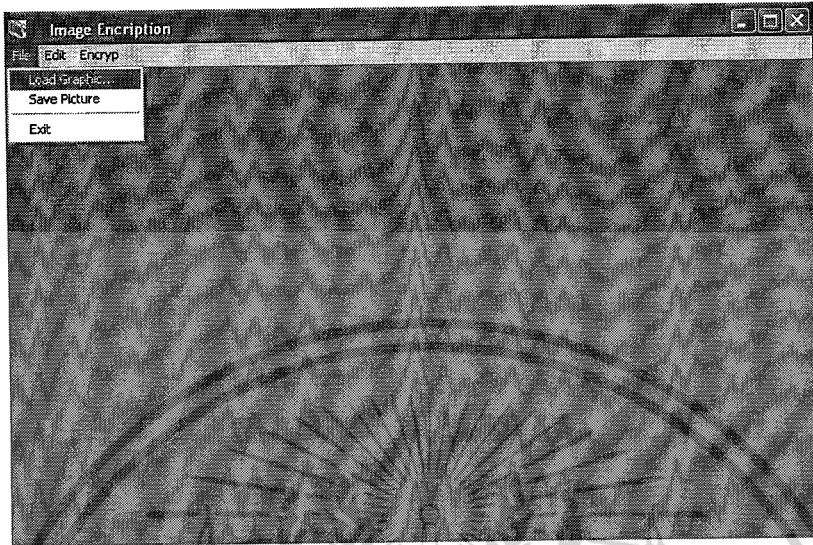 Image Encription
File Edit Encryp
Load Graphic...
Save Picture
Exit